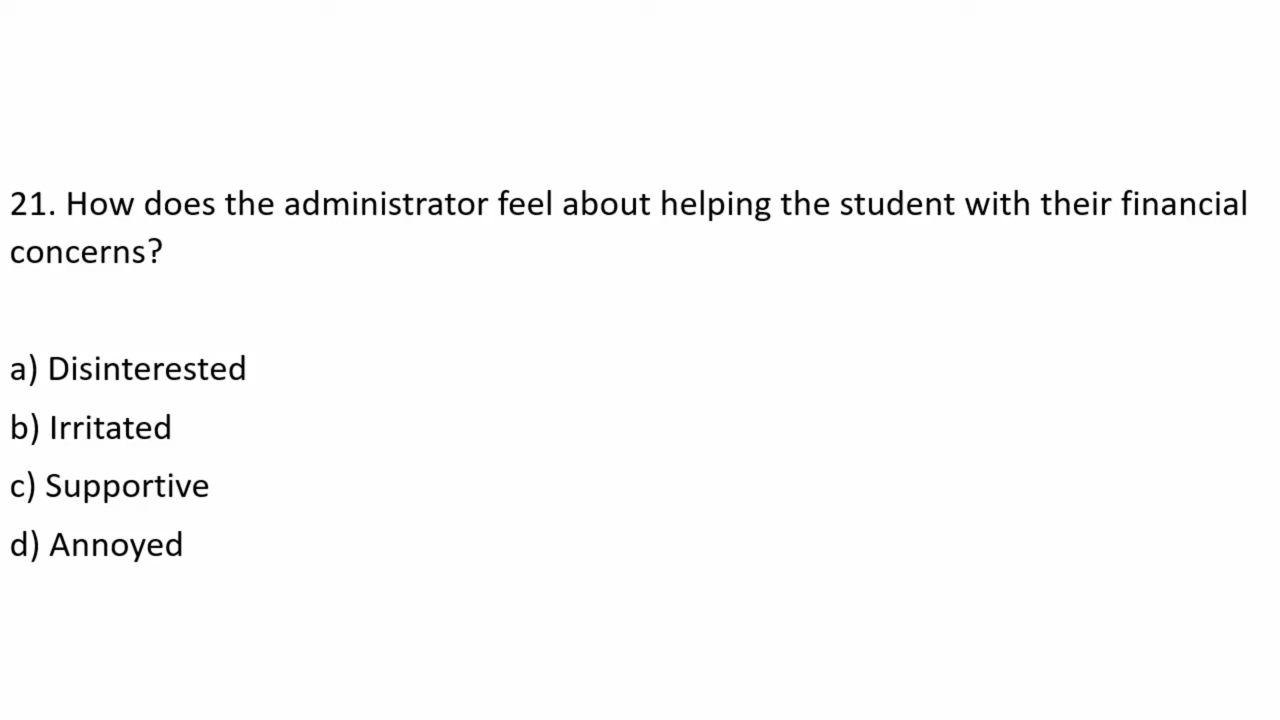 21. How does the administrator feel about helping the student with their financial
concerns?
a) Disinterested
b) Irritated
c) Supportive
d) Annoyed